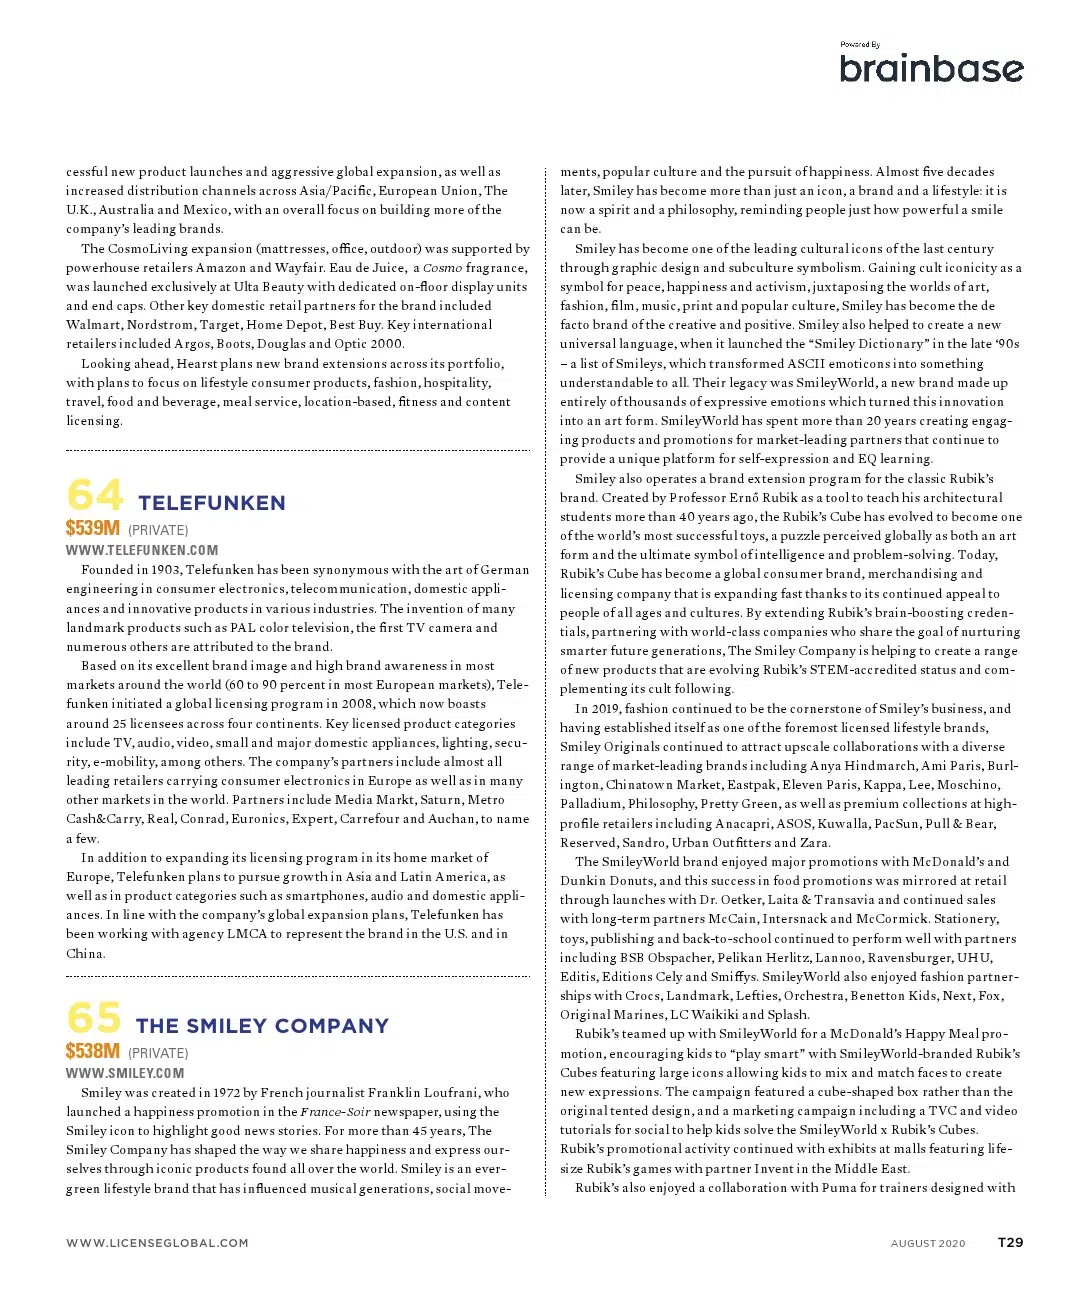 Powered By
brainbase
cessful new product launches and aggressive global expansion, as well as
increased distribution channels across Asia/Pacific, European Union, The
U.K., Australia and Mexico, with an overall focus on building more of the
company's leading brands.
The CosmoLiving expansion (mattresses, office, outdoor) was supported by
powerhouse retailers Amazon and Wayfair. Eau de Juice, a Cosmo fragrance,
was launched exclusively at Ulta Beauty with dedicated on-floor display units
and end caps. Other key domestic retail partners for the brand included
Walmart, Nordstrom, Target, Home Depot, Best Buy. Key international
retailers included Argos, Boots, Douglas and Optic 2000.
Looking ahead, Hearst plans new brand extensions across its portfolio,
with plans to focus on lifestyle consumer products, fashion, hospitality,
travel, food and beverage, meal service, location-based, fitness and content
licensing.
64 TELEFUNKEN
$539M (PRIVATE)
WWW.TELEFUNKEN.COM
Founded in 1903, Telefunken has been synonymous with the art of German
engineering in consumer electronics, telecommunication, domestic appli-
ances and innovative products in various industries. The invention of many
landmark products such as PAL color television, the first TV camera and
numerous others are attributed to the brand.
Based on its excellent brand image and high brand awareness in most
markets around the world (60 to 90 percent in most European markets), Tele-
funken initiated a global licensing program in 2008, which now boasts
around 25 licensees across four continents. Key licensed product categories
include TV, audio, video, small and major domestic appliances, lighting, secu-
rity, e-mobility, among others. The company's partners include almost all
leading retailers carrying consumer electronics in Europe as well as in many
other markets in the world. Partners include Media Markt, Saturn, Metro
Cash&Carry, Real, Conrad, Euronics, Expert, Carrefour and Auchan, to name
a few.
In addition to expanding its licensing program in its home market of
Europe, Telefunken plans to pursue growth in Asia and Latin America, as
well as in product categories such as smartphones, audio and domestic appli-
ances. In line with the company's global expansion plans, Telefunken has
been working with agency LMCA to represent the brand in the U.S. and in
China.
65 THE SMILEY COMPANY
$538M (PRIVATE)
WWW.SMILEY.COM
Smiley was created in 1972 by French journalist Franklin Loufrani, who
launched a happiness promotion in the France-Soir newspaper, using the
Smiley icon to highlight good news stories. For more than 45 years, The
Smiley Company has shaped the way we share happiness and express our-
selves through iconic products found all over the world. Smiley is an ever-
green lifestyle brand that has influenced musical generations, social move-
ments, popular culture and the pursuit of happiness. Almost five decades
later, Smiley has become more than just an icon, a brand and a lifestyle: it is
now a spirit and a philosophy, reminding people just how powerful a smile
can be.
Smiley has become one of the leading cultural icons of the last century
through graphic design and subculture symbolism. Gaining cult iconicity as a
symbol for peace, happiness and activism, juxtaposing the worlds of art,
fashion, film, music, print and popular culture, Smiley has become the de
facto brand of the creative and positive. Smiley also helped to create a new
universal language, when it launched the “Smiley Dictionary” in the late ‘90s
– a list of Smileys, which transformed ASCII emoticons into something
understandable to all. Their legacy was SmileyWorld, a new brand made up
entirely of thousands of expressive emotions which turned this innovation
into an art form. SmileyWorld has spent more than 20 years creating engag-
ing products and promotions for market-leading partners that continue to
provide a unique platform for self-expression and EQ learning.
Smiley also operates a brand extension program for the classic Rubik's
brand. Created by Professor Ernő Rubik as a tool to teach his architectural
students more than 40 years ago, the Rubik's Cube has evolved to become one
of the world's most successful toys, a puzzle perceived globally as both an art
form and the ultimate symbol of intelligence and problem-solving. Today,
Rubik's Cube has become a global consumer brand, merchandising and
licensing company that is expanding fast thanks to its continued appeal to
people of all ages and cultures. By extending Rubik's brain-boosting creden-
tials, partnering with world-class companies who share the goal of nurturing
smarter future generations, The Smiley Company is helping to create a range
of new products that are evolving Rubik's STEM-accredited status and com-
plementing its cult following.
In 2019, fashion continued to be the cornerstone of Smiley's business, and
having established itself as one of the foremost licensed lifestyle brands,
Smiley Originals continued to attract upscale collaborations with a diverse
range of market-leading brands including Anya Hindmarch, Ami Paris, Burl-
ington, Chinatown Market, Eastpak, Eleven Paris, Kappa, Lee, Moschino,
Palladium, Philosophy, Pretty Green, as well as premium collections at high-
profile retailers including Anacapri, ASOS, Kuwalla, PacSun, Pull & Bear,
Reserved, Sandro, Urban Outfitters and Zara.
The SmileyWorld brand enjoyed major promotions with McDonald's and
Dunkin Donuts, and this success in food promotions was mirrored at retail
through launches with Dr. Oetker, Laita & Transavia and continued sales
with long-term partners McCain, Intersnack and McCormick. Stationery,
toys, publishing and back-to-school continued to perform well with partners
including BSB Obspacher, Pelikan Herlitz, Lannoo, Ravensburger, UHU,
Editis, Editions Cely and Smiffys. SmileyWorld also enjoyed fashion partner-
ships with Crocs, Landmark, Lefties, Orchestra, Benetton Kids, Next, Fox,
Original Marines, LC Waikiki and Splash.
Rubik's teamed up with SmileyWorld for a McDonald's Happy Meal pro-
motion, encouraging kids to “play smart” with SmileyWorld-branded Rubik's
Cubes featuring large icons allowing kids to mix and match faces to create
new expressions. The campaign featured a cube-shaped box rather than the
original tented design, and a marketing campaign including a TVC and video
tutorials for social to help kids solve the SmileyWorld x Rubik's Cubes.
Rubik's promotional activity continued with exhibits at malls featuring life-
size Rubik's games with partner Invent in the Middle East.
Rubik's also enjoyed a collaboration with Puma for trainers designed with
WWW.LICENSEGLOBAL.COM
AUGUST 2020 T29